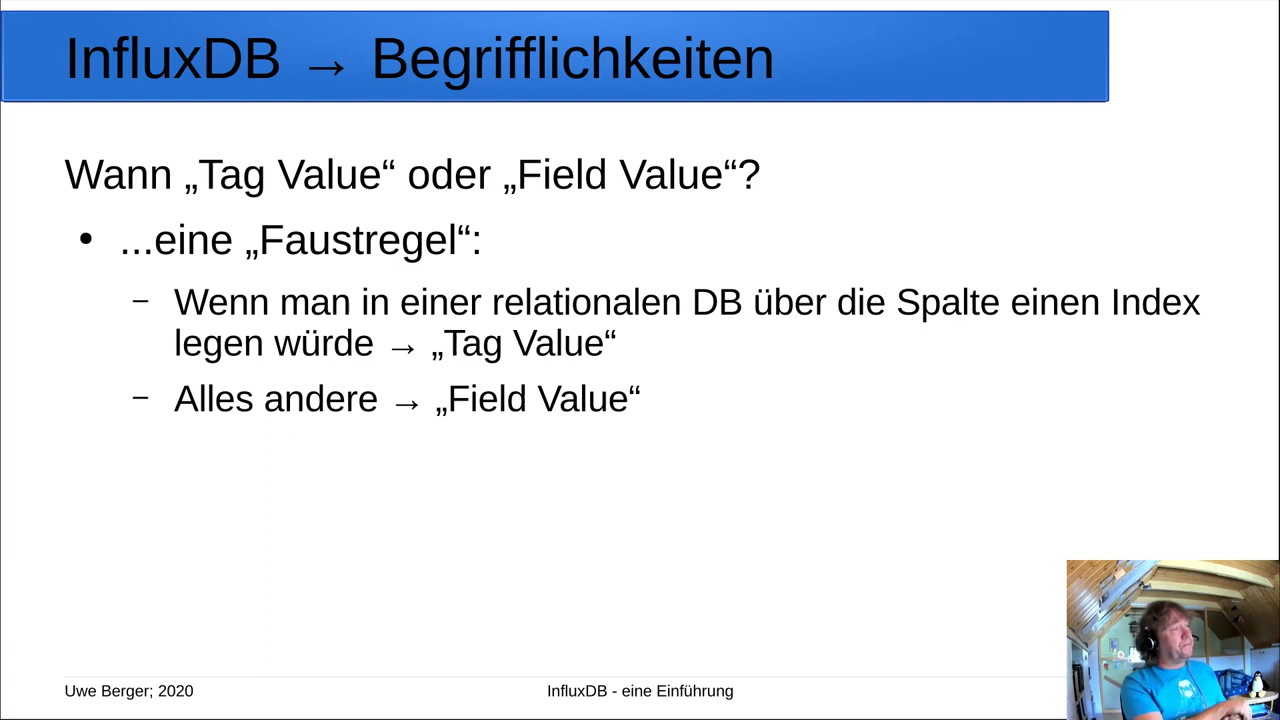 InfluxDB → Begrifflichkeiten
Wann „Tag Value“ oder „Field Value“?
● ...eine „Faustregel“:
– Wenn man in einer relationalen DB über die Spalte einen Index
legen würde → „Tag Value“
– Alles andere → „Field Value“
Uwe Berger; 2020
InfluxDB - eine Einführung